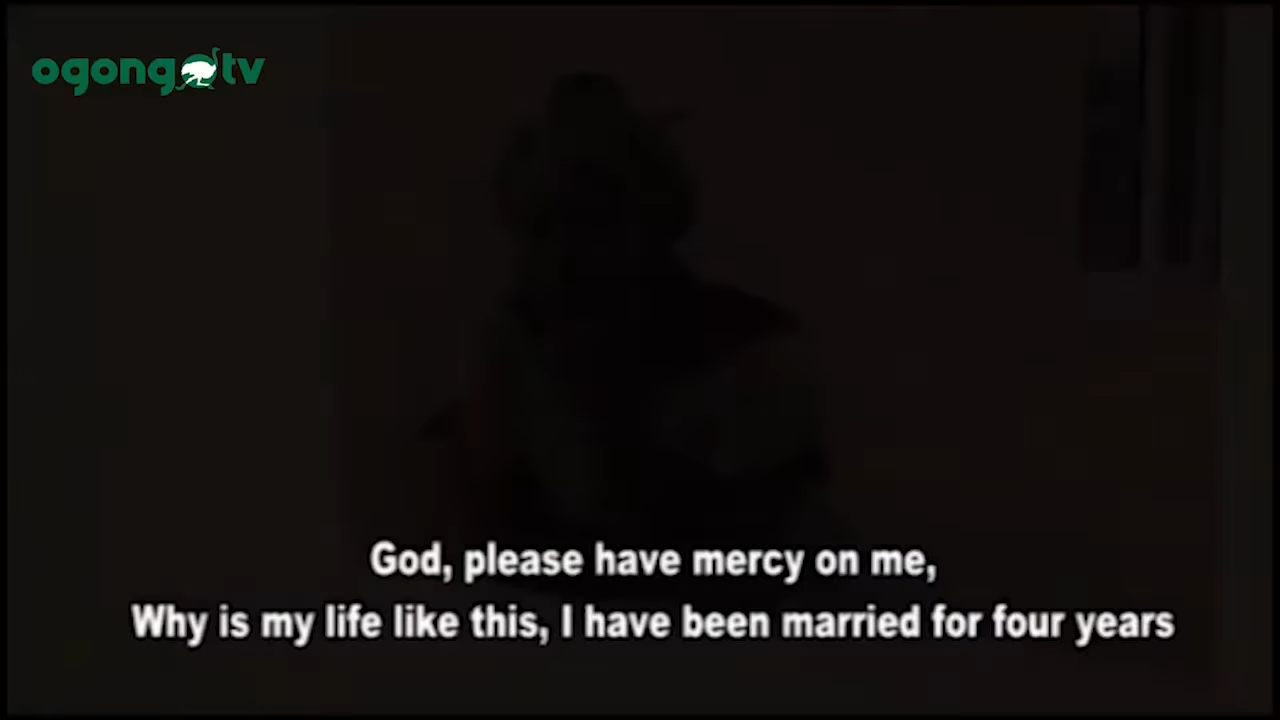 ogongotv
God, please have mercy on me,
Why is my life like this, I have been married for four years